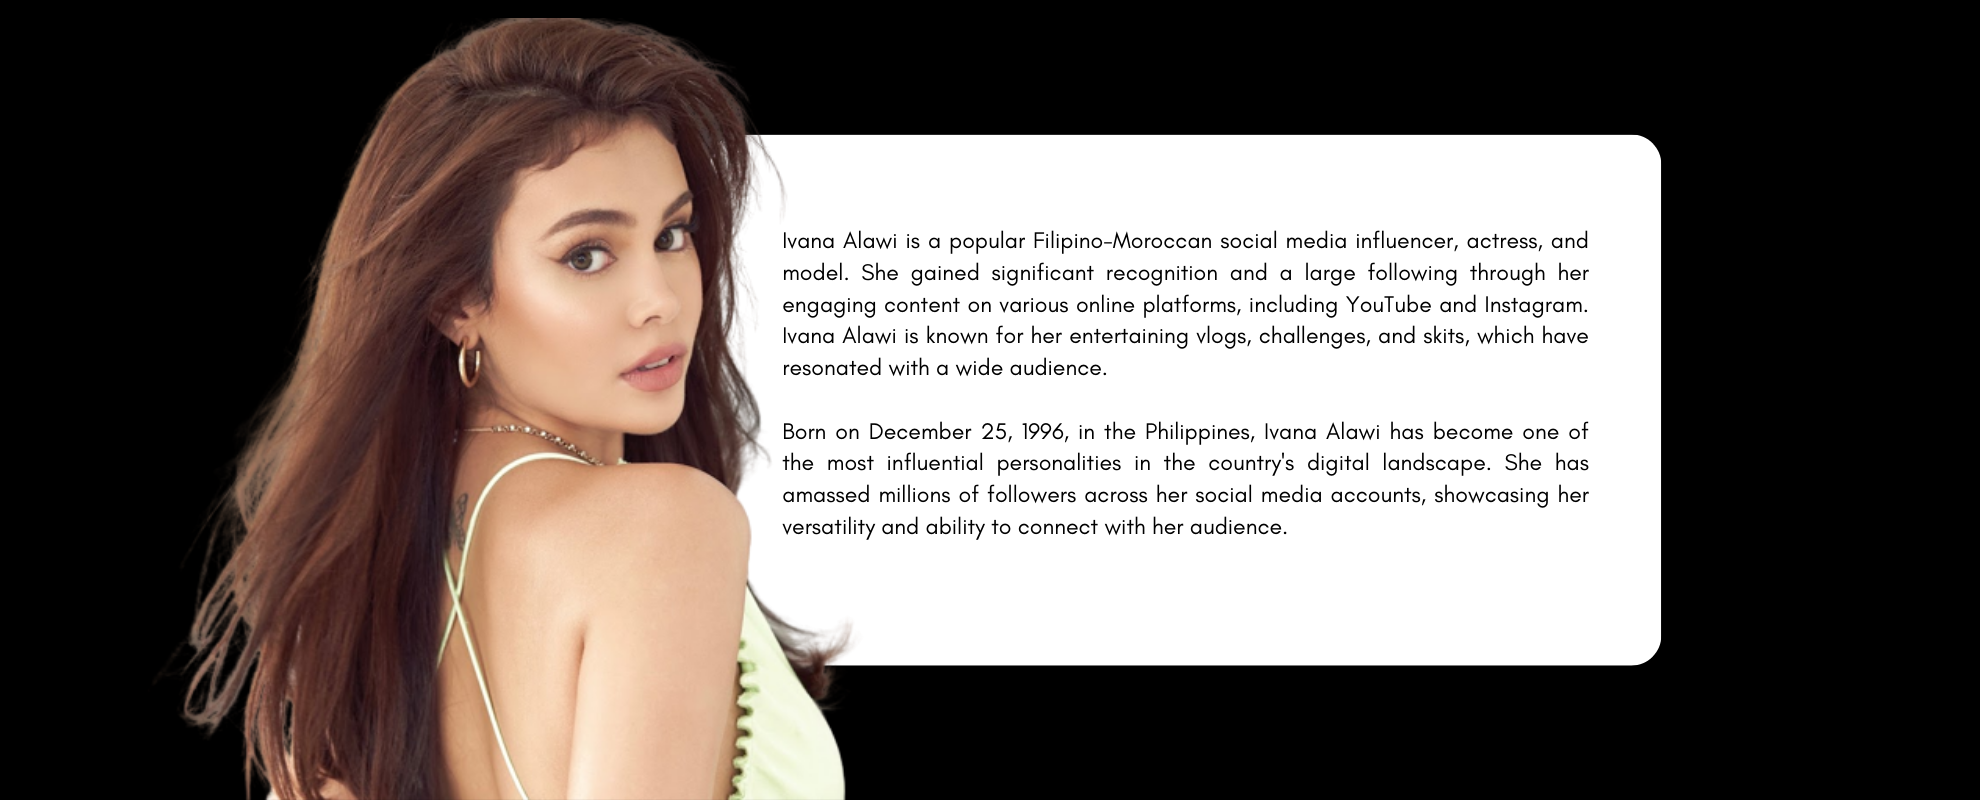 Ivana Alawi is a popular Filipino-Moroccan social media influencer, actress, and
model. She gained significant recognition and a large following through her
engaging content on various online platforms, including YouTube and Instagram.
Ivana Alawi is known for her entertaining vlogs, challenges, and skits, which have
resonated with a wide audience.
Born on December 25, 1996, in the Philippines, Ivana Alawi has become one of
the most influential personalities in the country's digital landscape. She has
amassed millions of followers across her social media accounts, showcasing her
versatility and ability to connect with her audience.